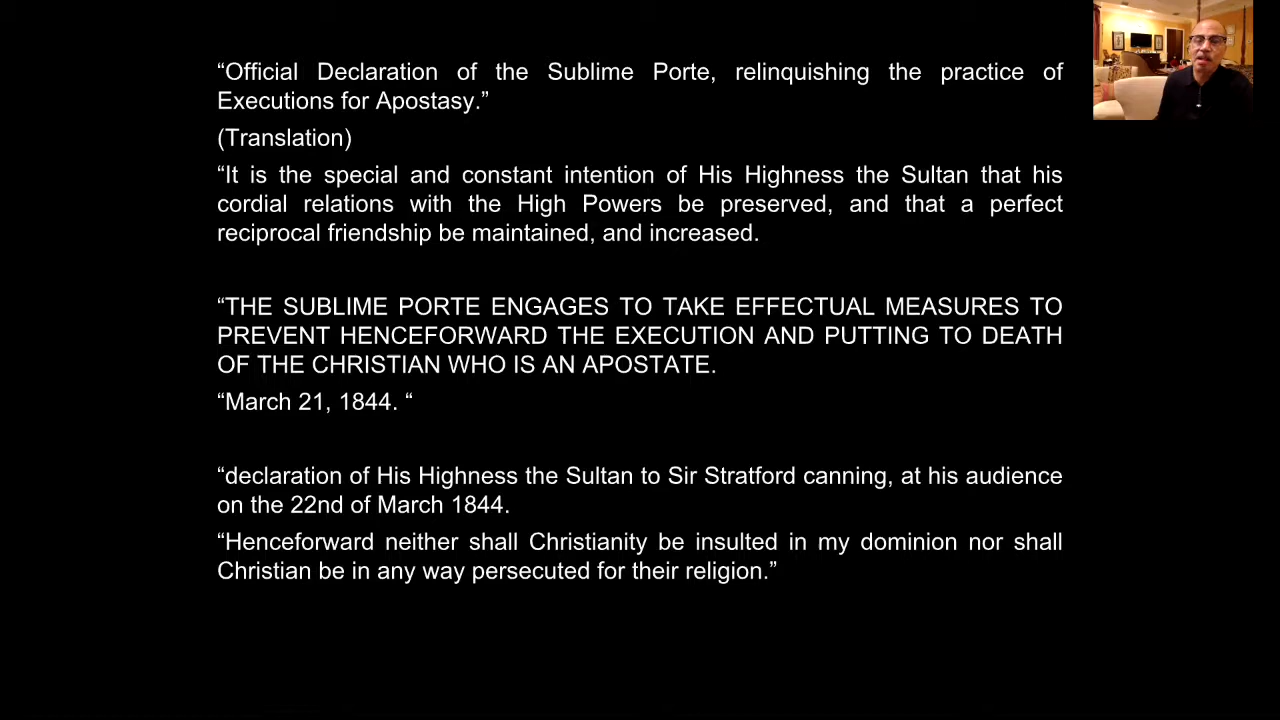 “Official Declaration of the Sublime Porte, relinquishing the practice of
Executions for Apostasy.”
(Translation)
“It is the special and constant intention of His Highness the Sultan that his
cordial relations with the High Powers be preserved, and that a perfect
reciprocal friendship be maintained, and increased.
“THE SUBLIME PORTE ENGAGES TO TAKE EFFECTUAL MEASURES TO
PREVENT HENCEFORWARD THE EXECUTION AND PUTTING TO DEATH
OF THE CHRISTIAN WHO IS AN APOSTATE.
“March 21, 1844. “
“declaration of His Highness the Sultan to Sir Stratford canning, at his audience
on the 22nd of March 1844.
“Henceforward neither shall Christianity be insulted in my dominion nor shall
Christian be in any way persecuted for their religion.”